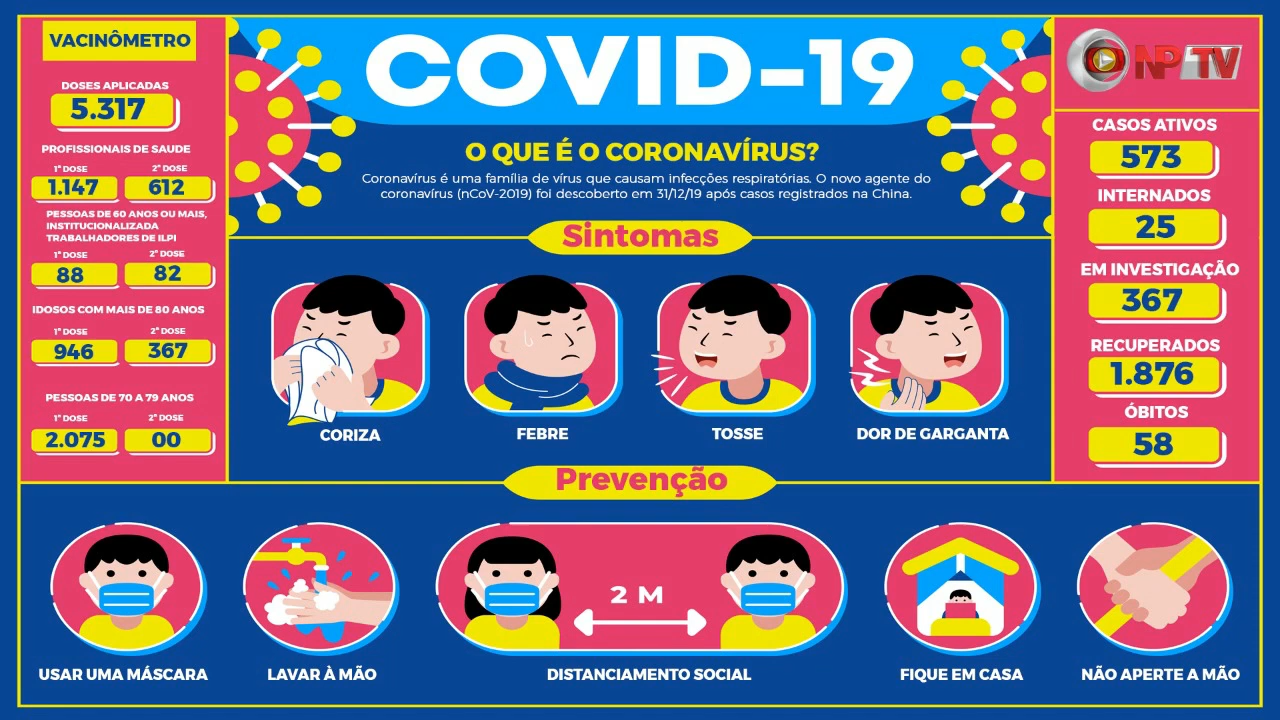 VACINÔMETRO
DOSES APLICADAS
5.317
PROFISSIONAIS DE SAUDE
1ª DOSE 2ª DOSE
1.147 612
PESSOAS DE 60 ANOS OU MAIS,
INSTITUCIONALIZADA
TRABALHADORES DE ILPI
1ª DOSE 2ª DOSE
88 82
IDOSOS COM MAIS DE 80 ANOS
1ª DOSE 2ª DOSE
946 367
PESSOAS DE 70 A 79 ANOS
1ª DOSE 2ª DOSE
2.075 00
COVID-19
O QUE É O CORONAVÍRUS?
Coronavírus é uma família de vírus que causam infecções respiratórias. O novo agente do
coronavírus (nCoV-2019) foi descoberto em 31/12/19 após casos registrados na China.
Sintomas
CORIZA
FEBRE
TOSSE
DOR DE GARGANTA
NPTV
CASOS ATIVOS
573
INTERNADOS
25
EM INVESTIGAÇÃO
367
RECUPERADOS
1.876
ÓBITOS
58
Prevenção
2 M
USAR UMA MÁSCARA
LAVAR À MÃO
DISTANCIAMENTO SOCIAL
FIQUE EM CASA
NÃO APERTE A MÃO